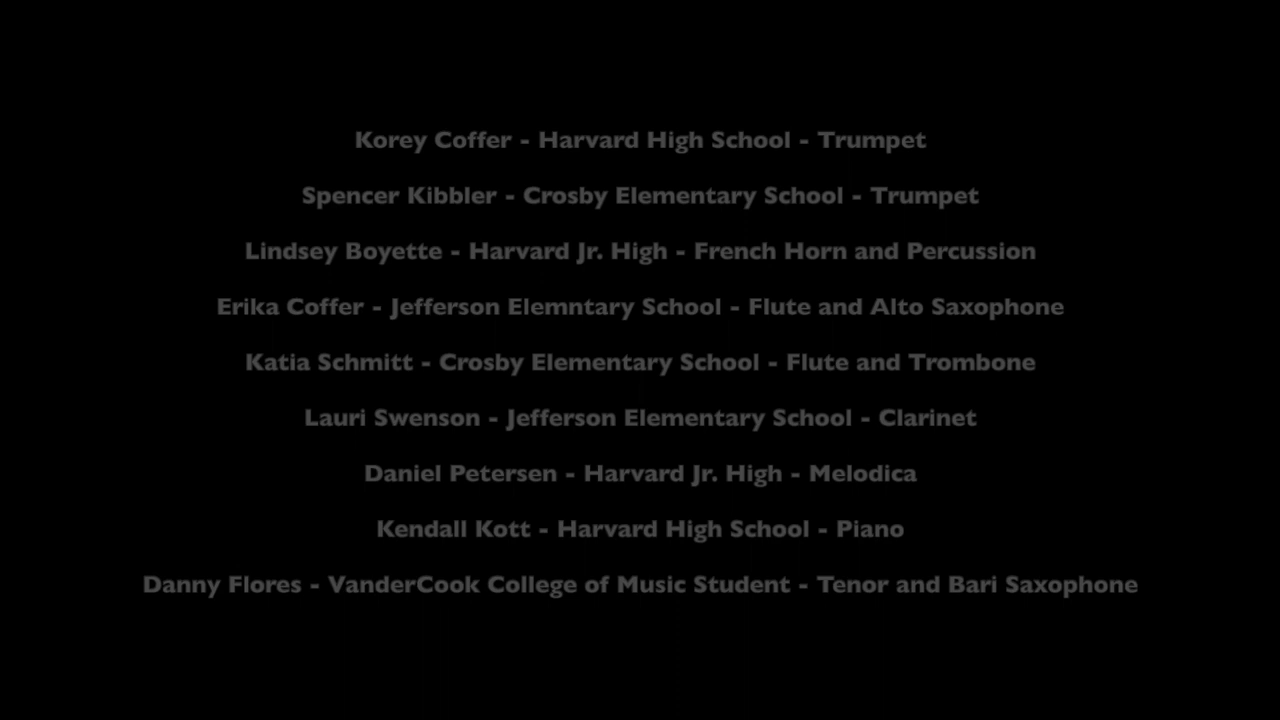 Korey Coffer - Harvard High School - Trumpet
Spencer Kibbler - Crosby Elementary School - Trumpet
Lindsey Boyette - Harvard Jr. High - French Horn and Percussion
Erika Coffer - Jefferson Elemntary School - Flute and Alto Saxophone
Katia Schmitt - Crosby Elementary School - Flute and Trombone
Lauri Swenson - Jefferson Elementary School - Clarinet
Daniel Petersen - Harvard Jr. High - Melodica
Kendall Kott - Harvard High School - Piano
Danny Flores - VanderCook College of Music Student - Tenor and Bari Saxophone